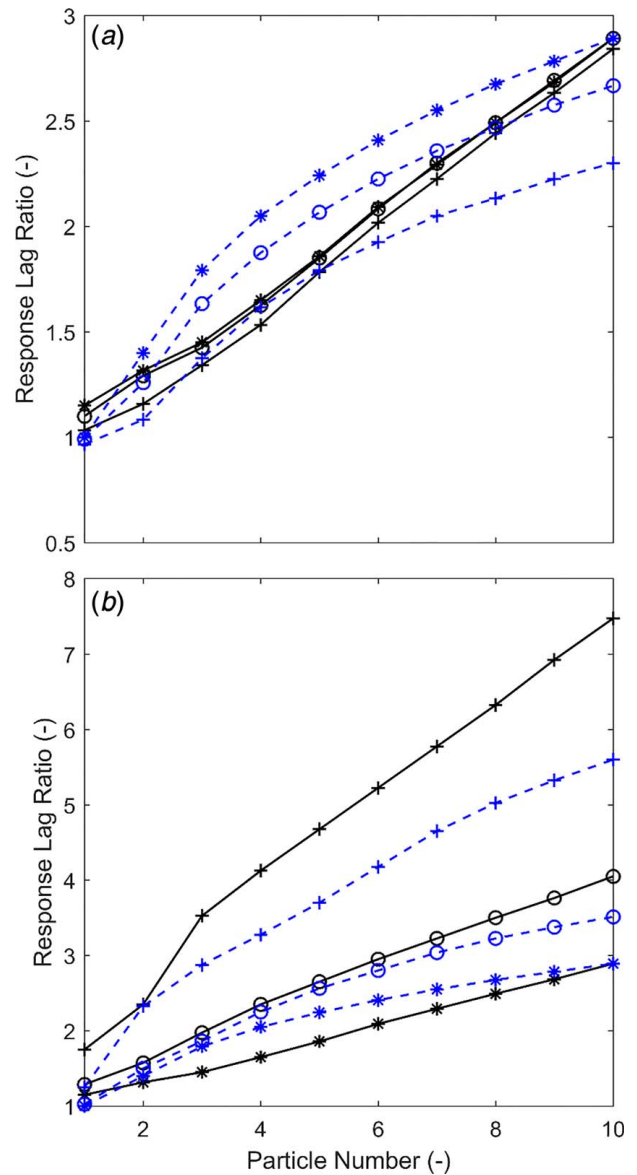 (a)
3
2.5
2
1.5
1
0.5
Response Lag Ratio (-)
(b)
8
7
6
5
4
3
2
1
Response Lag Ratio (-)
2 4 6 8 10
Particle Number (-)